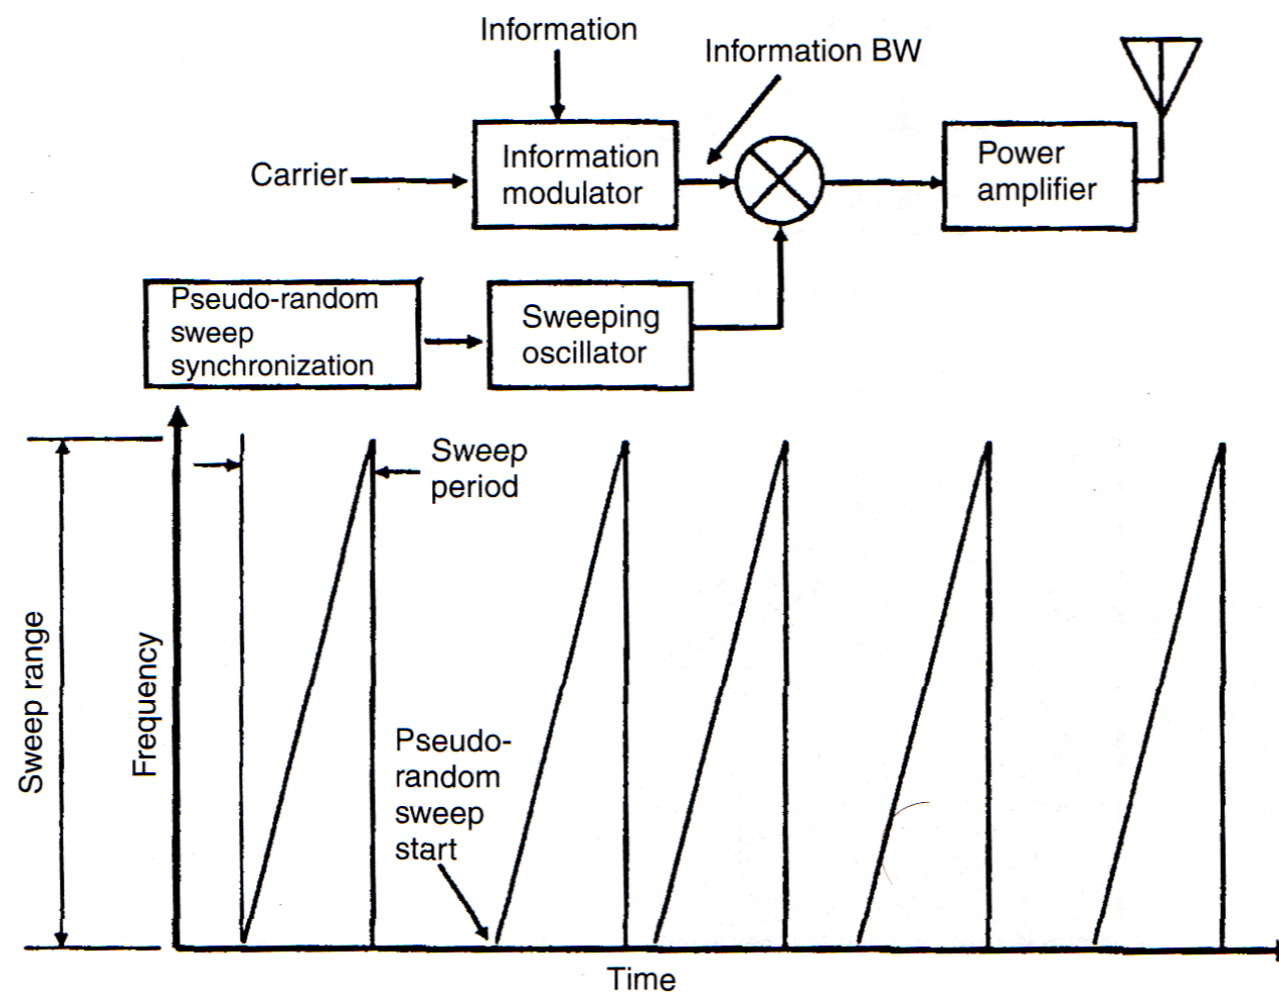 Information
Information BW
Carrier
Information
modulator
Power
amplifier
Pseudo-random
sweep
synchronization
Sweeping
oscillator
Sweep
period
Sweep range
Frequency
Pseudo-
random
sweep
start
Time